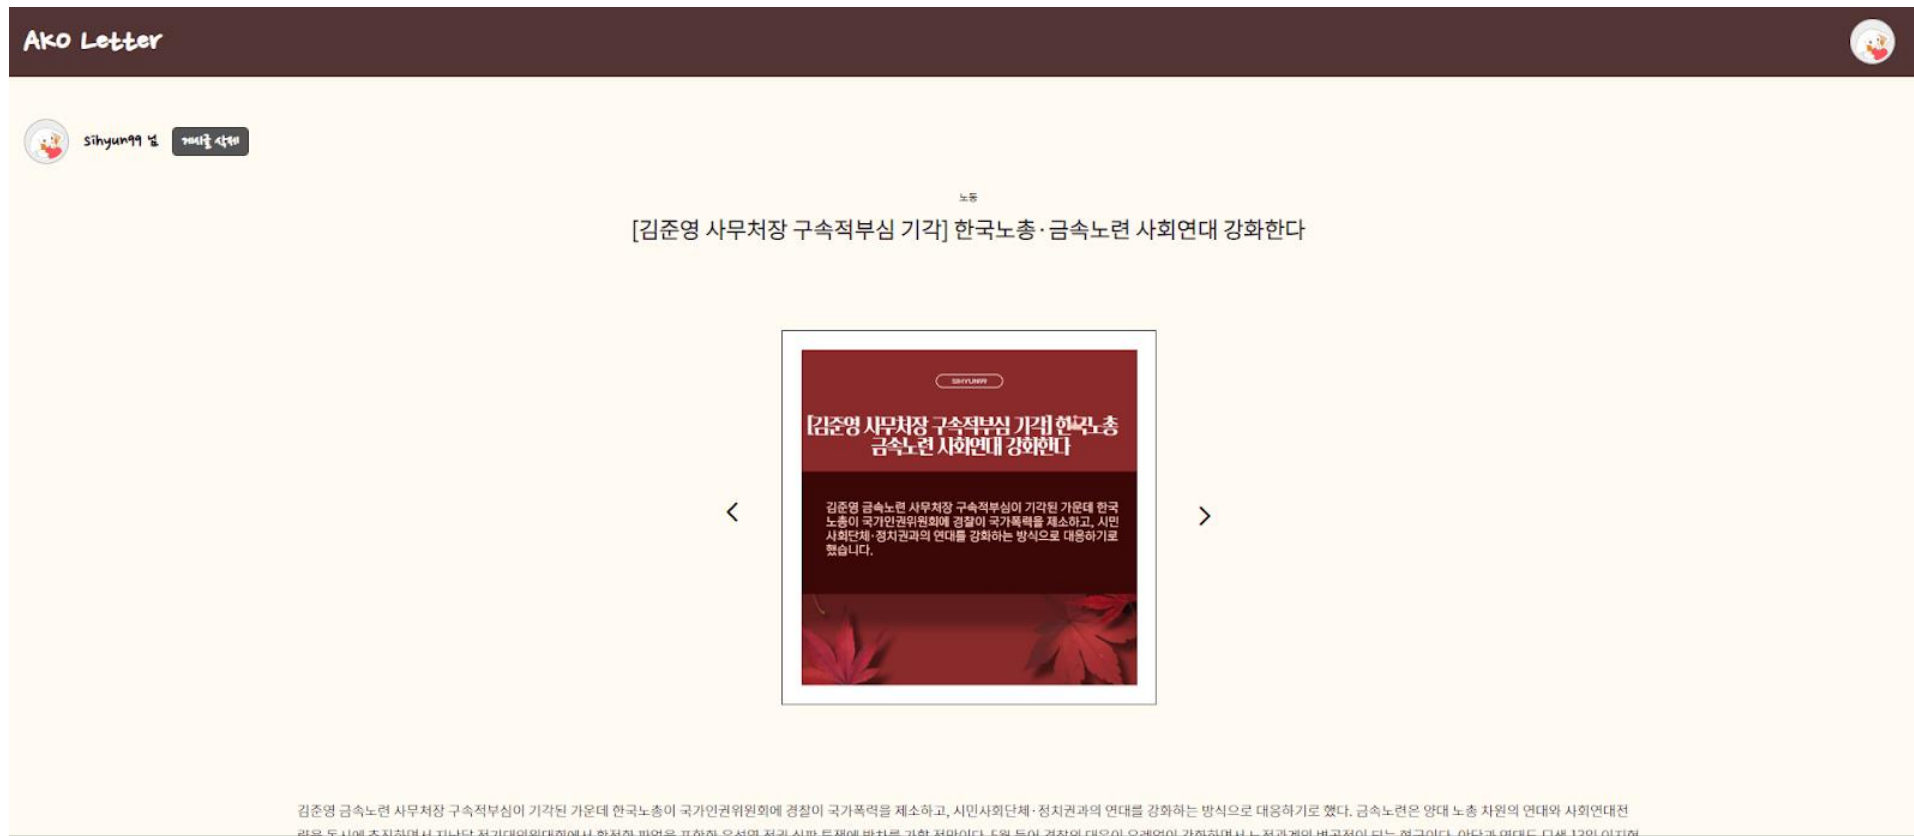 AKO Letter
sihyun99 님
게시글 삭제
노동
[김준영 사무처장 구속적부심 기각] 한국노총·금속노련 사회연대 강화한다
SIHYUN99
[김준영 사무처장 구속적부심 기각] 한국노총
금속노련 사회연대 강화한다
김준영 금속노련 사무처장 구속적부심이 기각된 가운데 한국
노총이 국가인권위원회에 경찰이 국가폭력을 제소하고, 시민
사회단체·정치권과의 연대를 강화하는 방식으로 대응하기로
했습니다.
김준영 금속노련 사무처장 구속적부심이 기각된 가운데 한국노총이 국가인권위원회에 경찰이 국가폭력을 제소하고, 시민사회단체·정치권과의 연대를 강화하는 방식으로 대응하기로 했다. 금속노련은 양대 노총 차원의 연대와 사회연대전